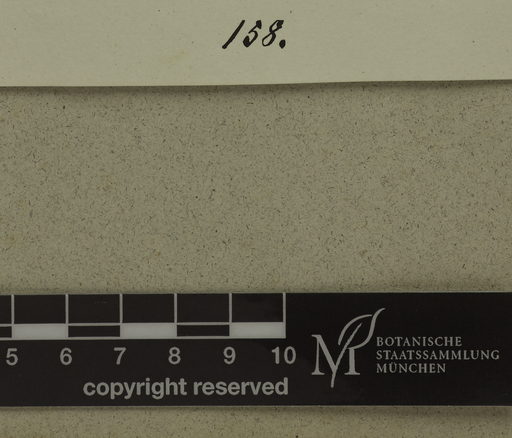 158.
5 6 7 8 9 10
copyright reserved
BOTANISCHE
STAATSSAMMLUNG
MÜNCHEN